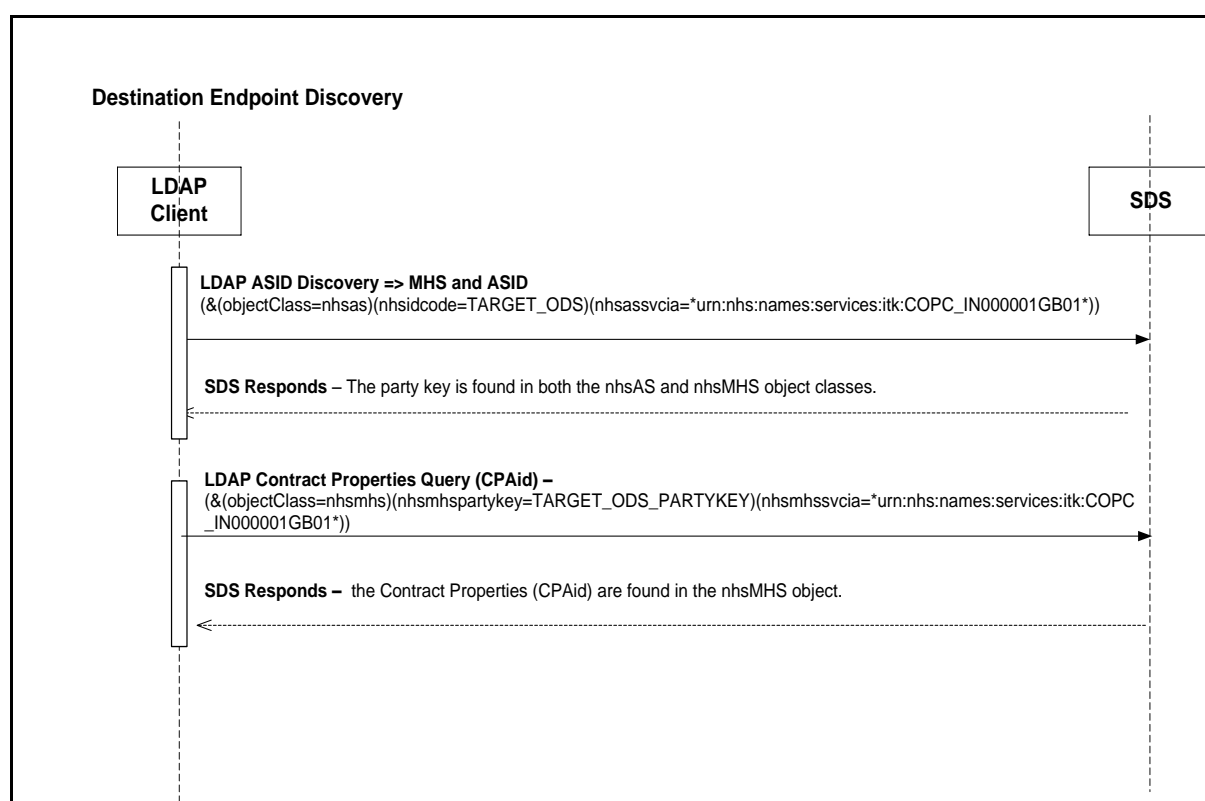 Destination Endpoint Discovery
LDAP
Client
SDS
LDAP ASID Discovery => MHS and ASID
(&(objectClass=nhsas)(nhsidcode=TARGET_ODS)(nhsassvcia=*urn:nhs:names:services:itk:COPC_IN000001GB01*))
SDS Responds – The party key is found in both the nhsAS and nhsMHS object classes.
LDAP Contract Properties Query (CPAid) –
(&(objectClass=nhsmhs)(nhsmhspartykey=TARGET_ODS_PARTYKEY)(nhsmhssvcia=*urn:nhs:names:services:itk:COPC
_IN000001GB01*))
SDS Responds – the Contract Properties (CPAid) are found in the nhsMHS object.